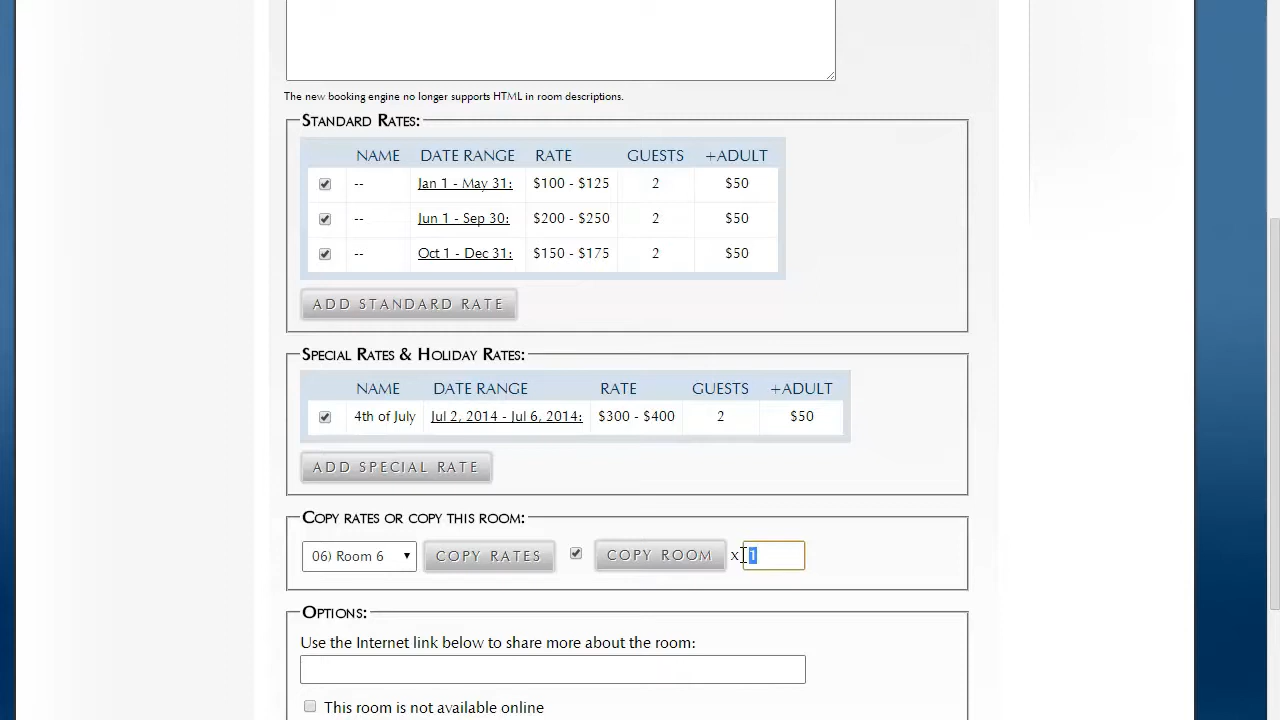 The new booking engine no longer supports HTML in room descriptions.
STANDARD RATES:
NAME DATE RANGE RATE GUESTS +ADULT
-- Jan 1 - May 31: $100 - $125 2 $50
-- Jun 1 - Sep 30: $200 - $250 2 $50
-- Oct 1 - Dec 31: $150 - $175 2 $50
ADD STANDARD RATE
SPECIAL RATES & HOLIDAY RATES:
NAME DATE RANGE RATE GUESTS +ADULT
4th of July Jul 2, 2014 - Jul 6, 2014: $300 - $400 2 $50
ADD SPECIAL RATE
COPY RATES OR COPY THIS ROOM:
06) Room 6 COPY RATES COPY ROOM x 1
OPTIONS:
Use the Internet link below to share more about the room:
This room is not available online